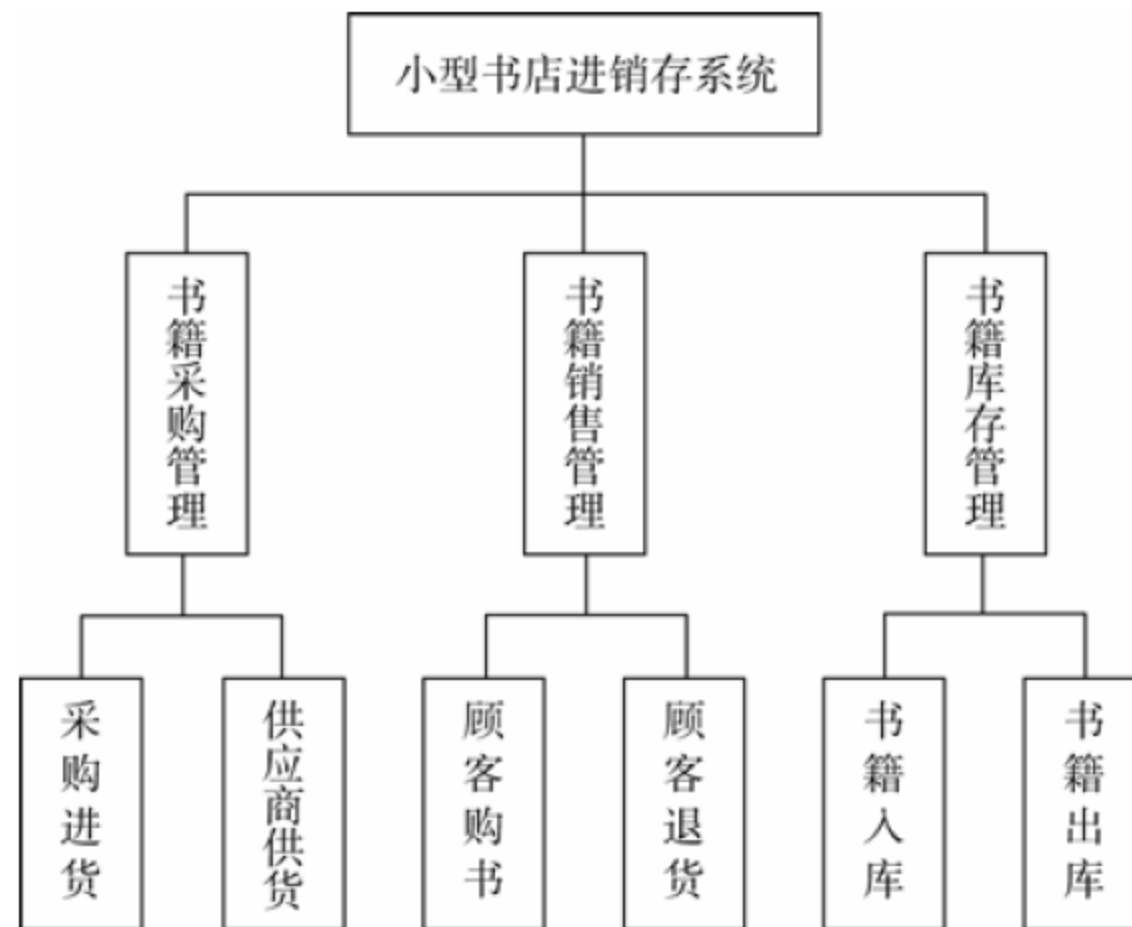 小型书店进销存系统
书籍采购管理
书籍销售管理
书籍库存管理
采购进货
供应商供货
顾客购书
顾客退货
书籍入库
书籍出库